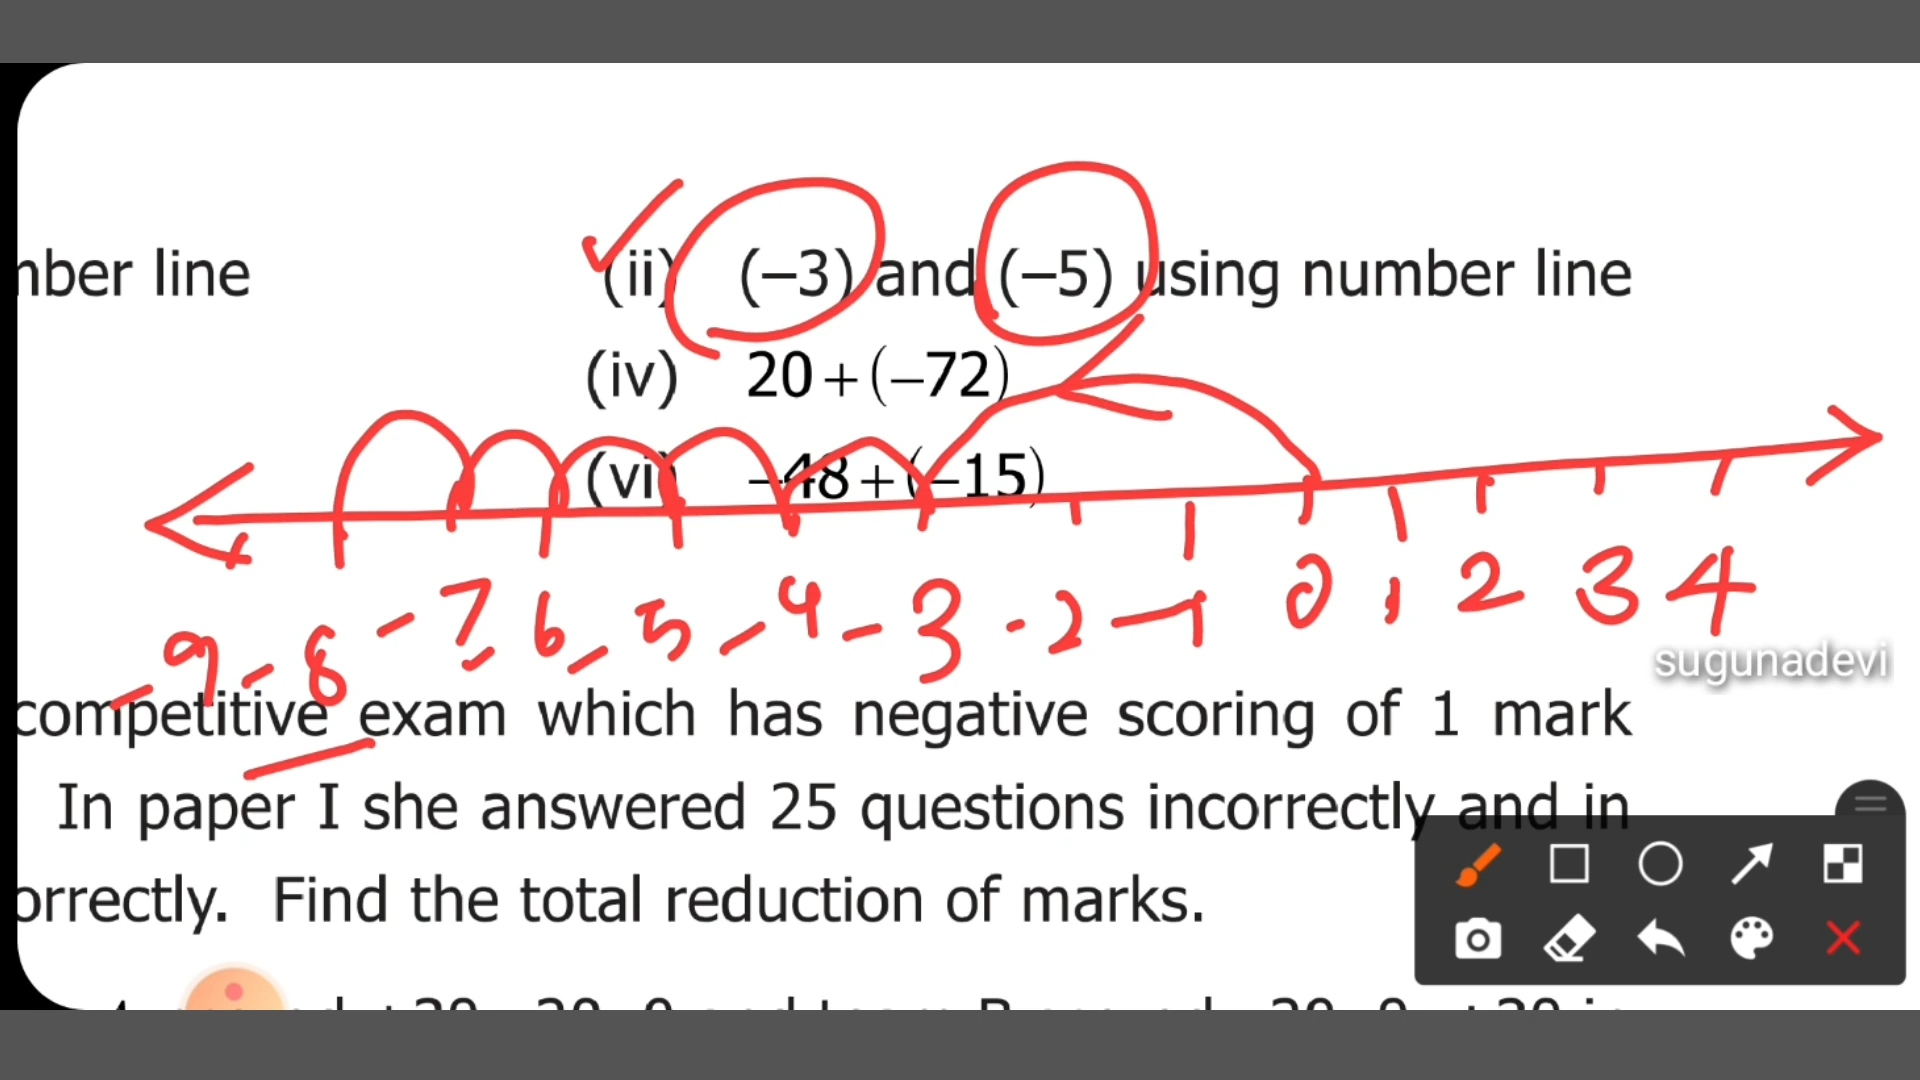 nber line (ii) (–3) and (–5) using number line
(iv) 20+(–72)
(vi) –48+(–15)
-9 -8 -7 -6 -5 -4 -3 -2 -1 0 1 2 3 4
sugunadevi
competitive exam which has negative scoring of 1 mark
In paper I she answered 25 questions incorrectly and in
orrectly. Find the total reduction of marks.